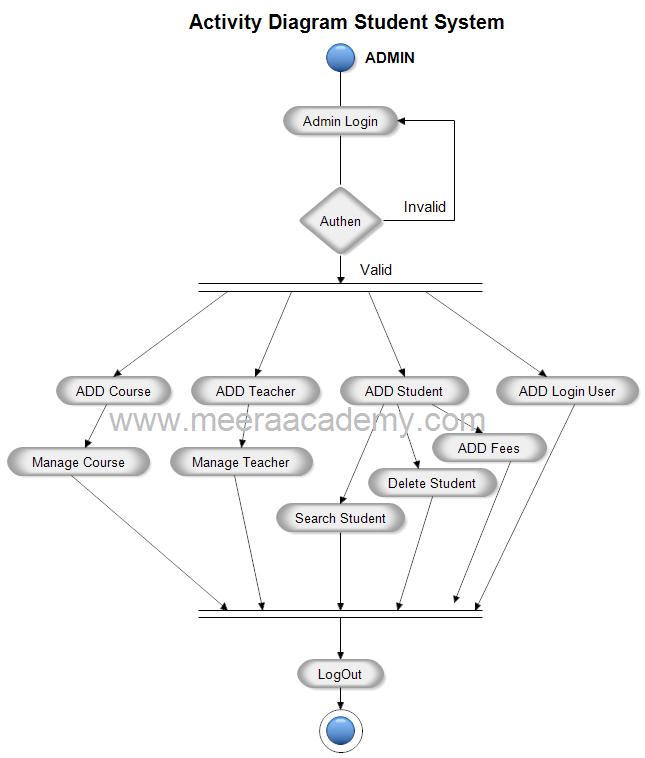 Activity Diagram Student System
ADMIN
Admin Login
Invalid
Authen
Valid
ADD Course
ADD Teacher
ADD Student
ADD Login User
www.meeraacademy.com
ADD Fees
Manage Course
Manage Teacher
Delete Student
Search Student
LogOut